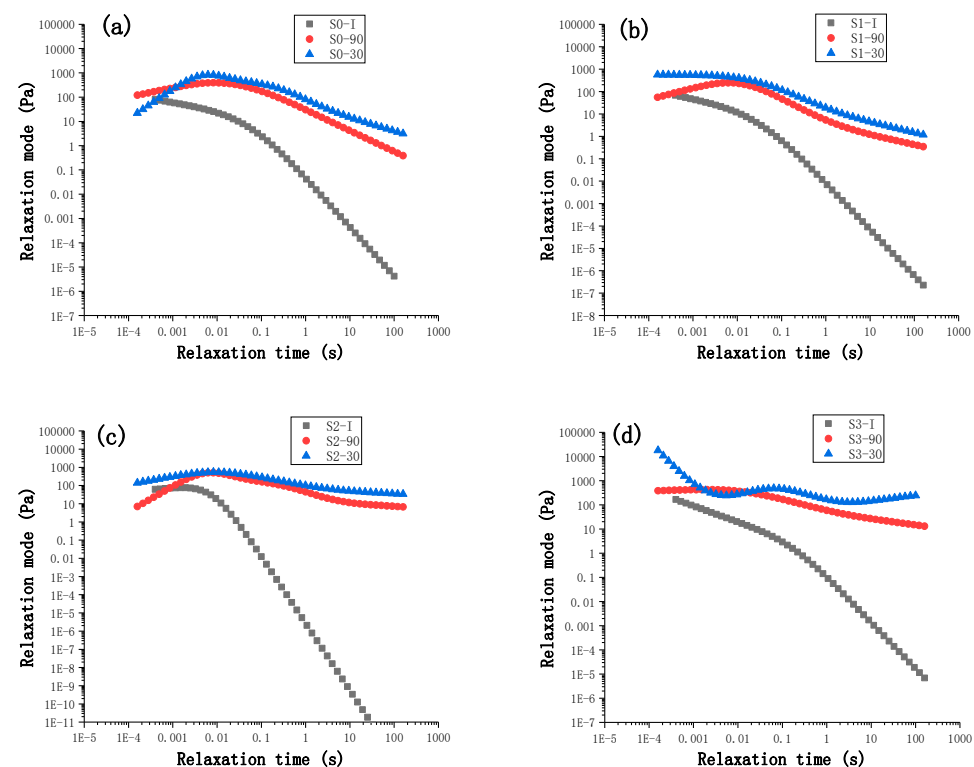 (a)
S0-I
S0-90
S0-30
100000
10000
1000
100
10
1
0.1
0.01
0.001
1E-4
1E-5
1E-6
1E-7
Relaxation mode (Pa)
1E-5 1E-4 0.001 0.01 0.1 1 10 100 1000
Relaxation time (s)
(b)
S1-I
S1-90
S1-30
100000
10000
1000
100
10
1
0.1
0.01
0.001
1E-4
1E-5
1E-6
1E-7
1E-8
Relaxation mode (Pa)
1E-5 1E-4 0.001 0.01 0.1 1 10 100 1000
Relaxation time (s)
(c)
S2-I
S2-90
S2-30
100000
10000
1000
100
10
1
0.1
0.01
1E-3
1E-4
1E-5
1E-6
1E-7
1E-8
1E-9
1E-10
1E-11
Relaxation mode (Pa)
1E-5 1E-4 0.001 0.01 0.1 1 10 100 1000
Relaxation time (s)
(d)
S3-I
S3-90
S3-30
100000
10000
1000
100
10
1
0.1
0.01
0.001
1E-4
1E-5
1E-6
1E-7
Relaxation mode (Pa)
1E-5 1E-4 0.001 0.01 0.1 1 10 100 1000
Relaxation time (s)